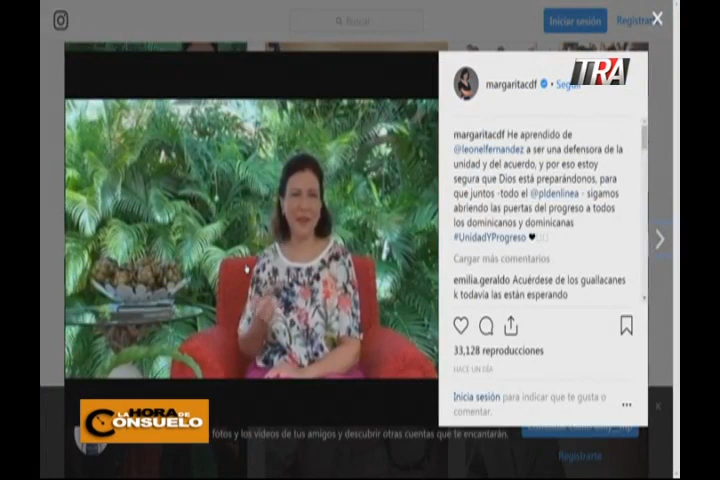 Buscar
Iniciar sesión
Registrar
TRA
margaritacdf • Seguir
margaritacdf He aprendido de
@leonelfernandez a ser una defensora de la
unidad y del acuerdo, y por eso estoy
segura que Dios está preparándonos, para
que juntos -todo el @pldenlinea - sigamos
abriendo las puertas del progreso a todos
los dominicanos y dominicanas
#UnidadYProgreso
Cargar más comentarios
emilia.geraldo Acuérdese de los guallacanes
k todavia las están esperando
33,128 reproducciones
HACE UN DÍA
Inicia sesión para indicar que te gusta o
comentar.
LA HORA DE
CONSUELO
fotos y los videos de tus amigos y descubrir otras cuentas que te encantarán.
Registrarte